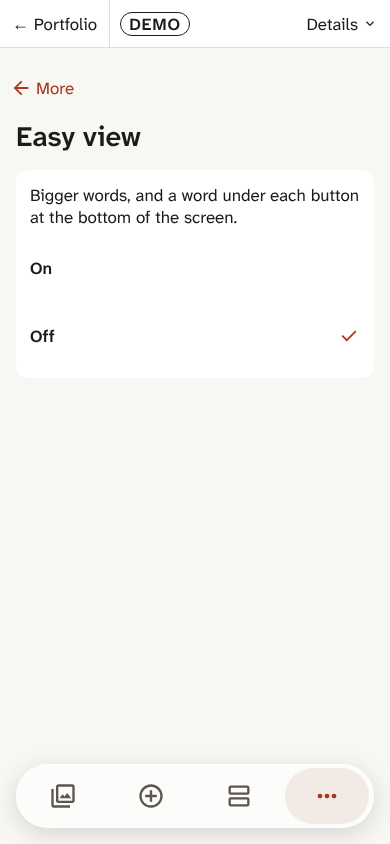 ← Portfolio
DEMO
Details
More
Easy view
Bigger words, and a word under each button
at the bottom of the screen.
On
Off